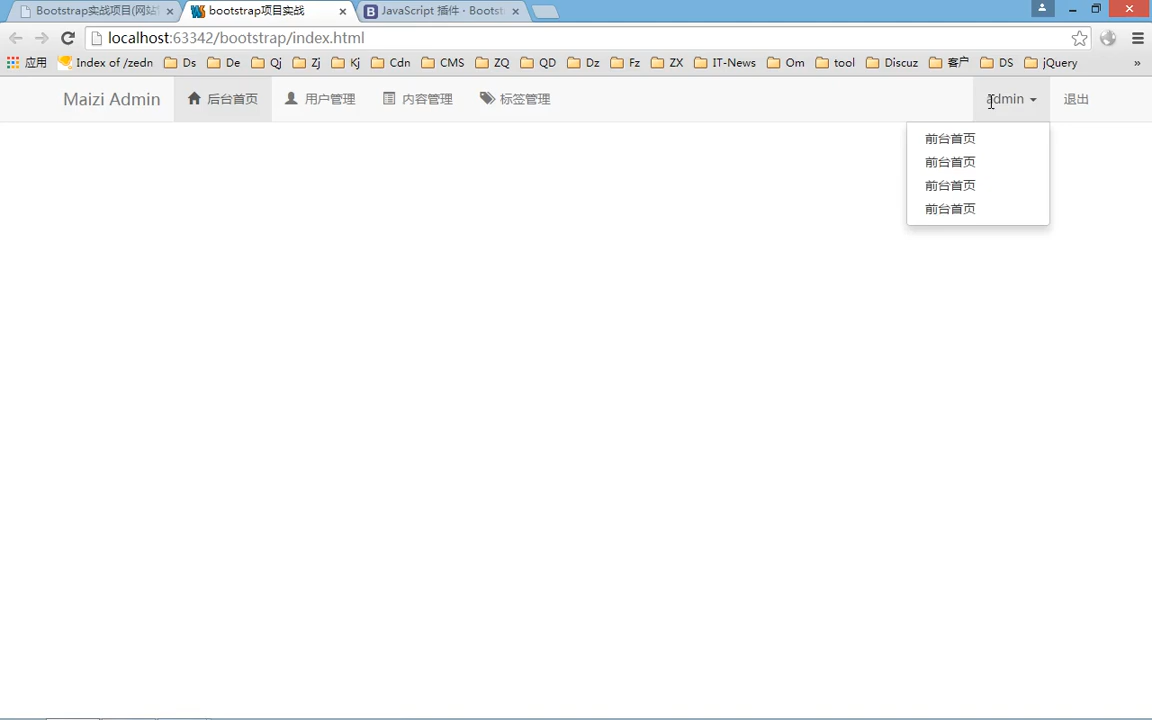 Bootstrap实战项目(网站
bootstrap项目实战
JavaScript 插件 · Boots
localhost:63342/bootstrap/index.html
应用 Index of /zedn Ds De Qj Zj Kj Cdn CMS ZQ QD Dz Fz ZX IT-News Om tool Discuz 客户 DS jQuery »
Maizi Admin 后台首页 用户管理 内容管理 标签管理 admin 退出
前台首页
前台首页
前台首页
前台首页